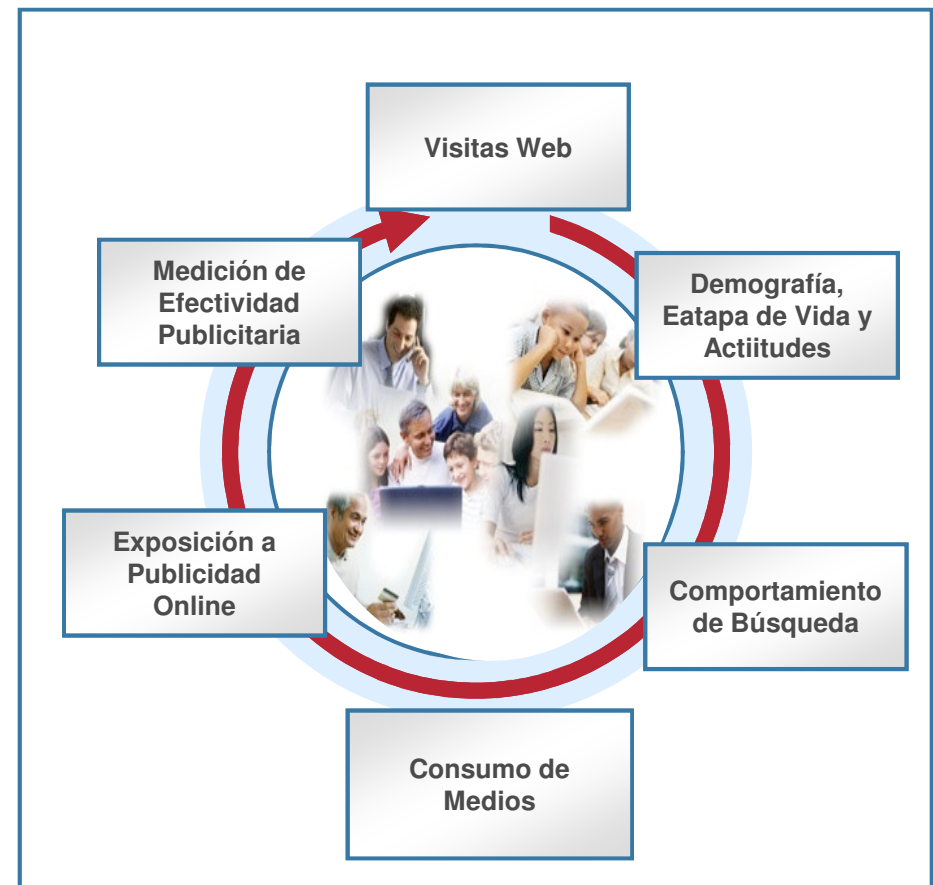 Visitas Web
Demografía,
Eatapa de Vida y
Actiitudes
Comportamiento
de Búsqueda
Consumo de
Medios
Exposición a
Publicidad
Online
Medición de
Efectividad
Publicitaria